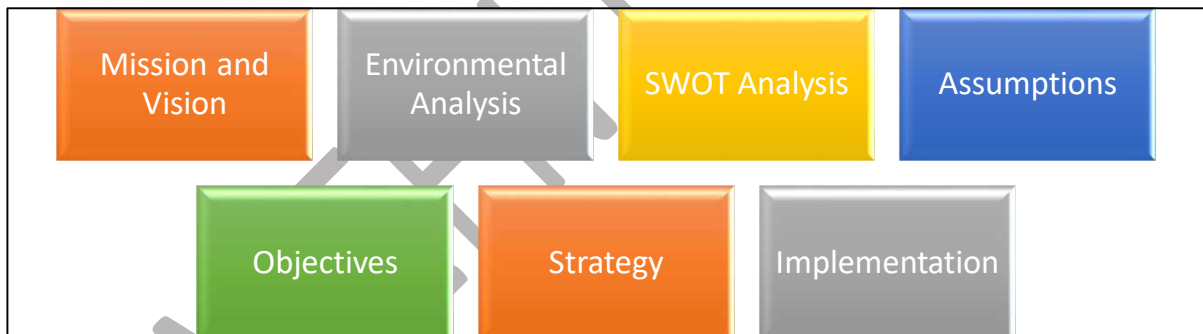 Mission and
Vision
Environmental
Analysis
SWOT Analysis
Assumptions
Objectives
Strategy
Implementation